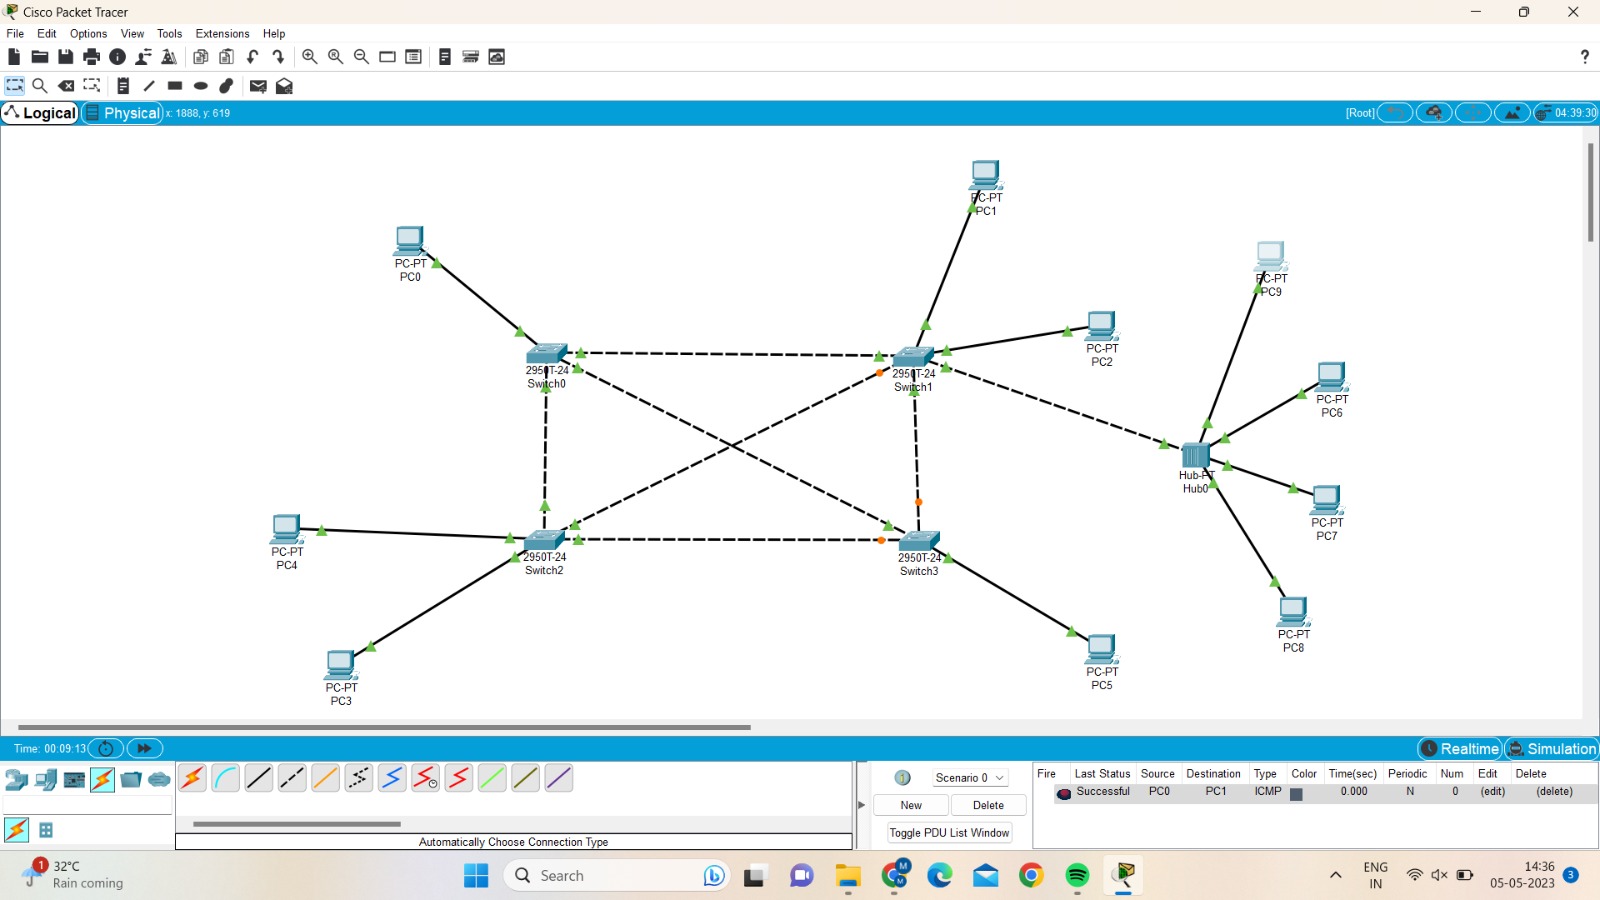 Cisco Packet Tracer
File Edit Options View Tools Extensions Help
?
Logical Physical x: 1888, y: 619 [Root] 04:39:30
PC-PT
PC1
PC-PT
PC0
PC-PT
PC9
PC-PT
PC2
2950T-24
Switch0
2950T-24
Switch1
PC-PT
PC6
Hub-PT
Hub0
PC-PT
PC7
PC-PT
PC4
2950T-24
Switch2
2950T-24
Switch3
PC-PT
PC8
PC-PT
PC3
PC-PT
PC5
Time: 00:09:13 Realtime Simulation
Scenario 0
New Delete
Toggle PDU List Window
Fire Last Status Source Destination Type Color Time(sec) Periodic Num Edit Delete
Successful PC0 PC1 ICMP 0.000 N 0 (edit) (delete)
Automatically Choose Connection Type
1
32°C
Rain coming
Search
M
M
ENG
IN
14:36
05-05-2023
3